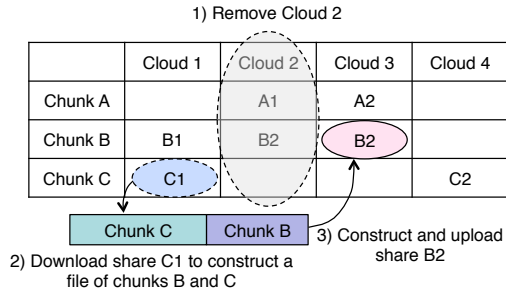 1) Remove Cloud 2
Cloud 1 Cloud 2 Cloud 3 Cloud 4
Chunk A A1 A2
Chunk B B1 B2 B2
Chunk C C1 C2
Chunk C Chunk B
3) Construct and upload
share B2
2) Download share C1 to construct a
file of chunks B and C